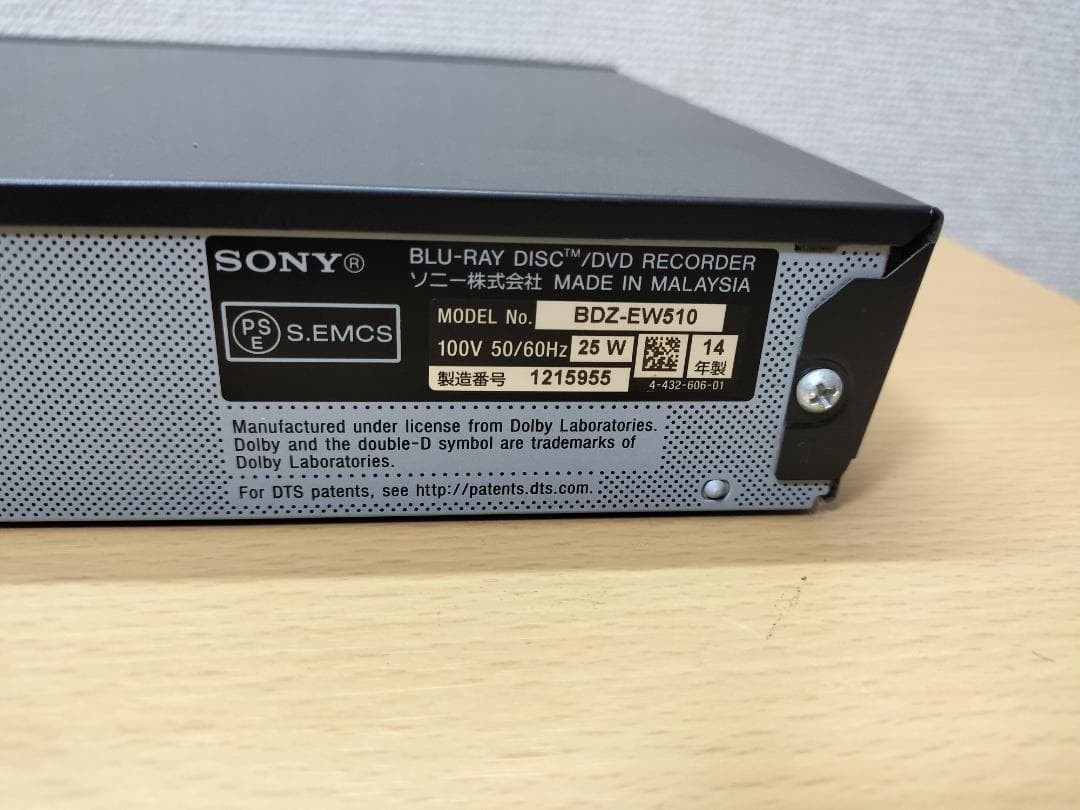 SONY®
BLU-RAY DISC™/DVD RECORDER
ソニー株式会社 MADE IN MALAYSIA
PSE S.EMCS
MODEL No. BDZ-EW510
100V 50/60Hz 25 W
14年製
製造番号 1215955
4-432-606-01
Manufactured under license from Dolby Laboratories.
Dolby and the double-D symbol are trademarks of
Dolby Laboratories.
For DTS patents, see http://patents.dts.com.